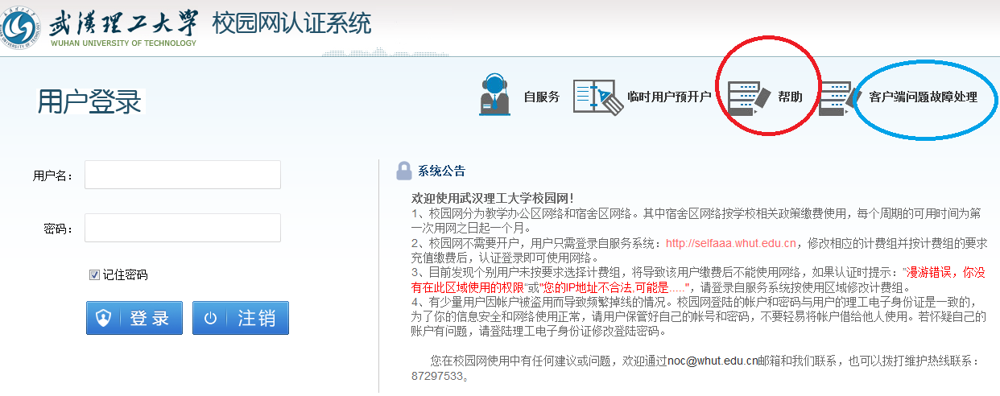 武漢理工大學 校园网认证系统
WUHAN UNIVERSITY OF TECHNOLOGY
用户登录
自服务 临时用户预开户 帮助 客户端问题故障处理
用户名：
密码：
记住密码
登录 注销
系统公告
欢迎使用武汉理工大学校园网！
1、校园网分为教学办公区网络和宿舍区网络。其中宿舍区网络按学校相关政策缴费使用，每个周期的可用时间为第
一次用网之日起一个月。
2、校园网不需要开户，用户只需登录自服务系统：http://selfaaa.whut.edu.cn，修改相应的计费组并按计费组的要求
充值缴费后，认证登录即可使用网络。
3、目前发现个别用户未按要求选择计费组，将导致该用户缴费后不能使用网络，如果认证时提示："漫游错误，你没
有在此区域使用的权限"或"您的IP地址不合法,可能是....."，请登录自服务系统按使用区域修改计费组。
4、有少量用户因帐户被盗用而导致频繁掉线的情况。校园网登陆的帐户和密码与用户的理工电子身份证是一致的，
为了你的信息安全和网络使用正常，请用户保管好自己的帐号和密码，不要轻易将帐户借给他人使用。若怀疑自己的
账户有问题，请登陆理工电子身份证修改登陆密码。
您在校园网使用中有任何建议或问题，欢迎通过noc@whut.edu.cn邮箱和我们联系，也可以拨打维护热线联系：
87297533。